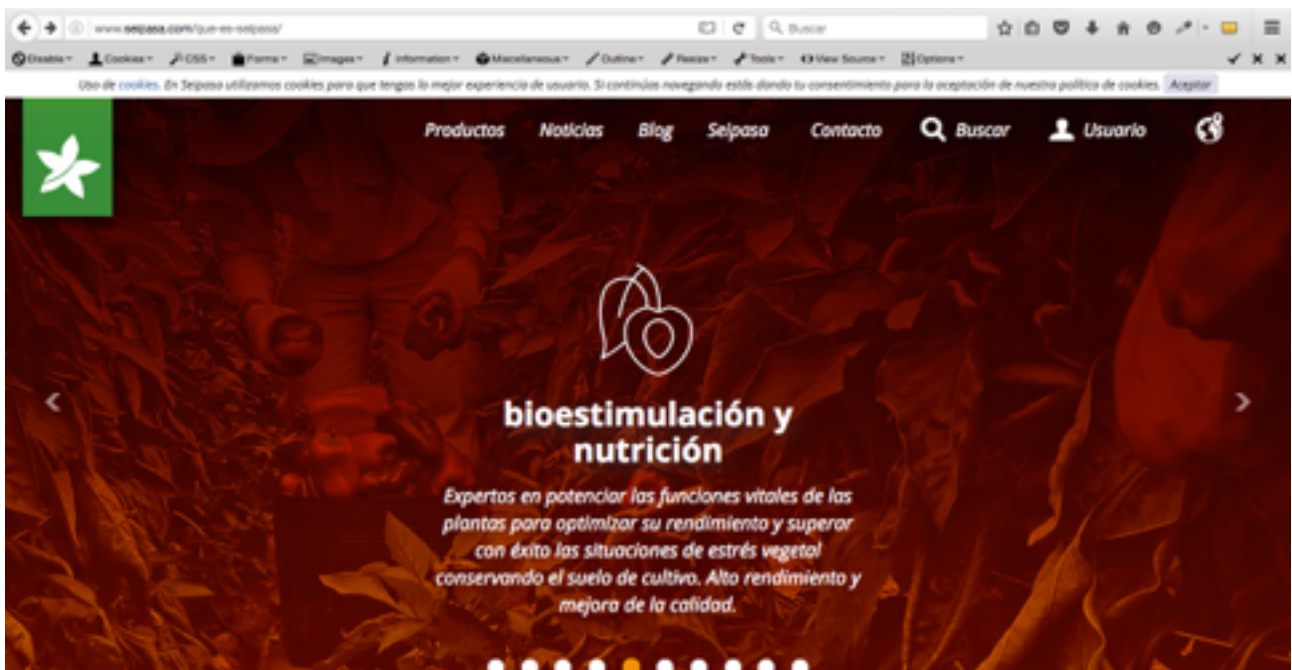 www.seipasa.com/que-es-seipasa/
Buscar
Disable Cookies CSS Forms Images Information Miscellaneous Outline Resize Tools View Source Options
Uso de cookies. En Seipasa utilizamos cookies para que tengas la mejor experiencia de usuario. Si continúas navegando estás dando tu consentimiento para la aceptación de nuestra política de cookies. Aceptar
Productos Noticias Blog Seipasa Contacto Buscar Usuario
bioestimulación y
nutrición
Expertos en potenciar las funciones vitales de las
plantas para optimizar su rendimiento y superar
con éxito las situaciones de estrés vegetal
conservando el suelo de cultivo. Alto rendimiento y
mejora de la calidad.